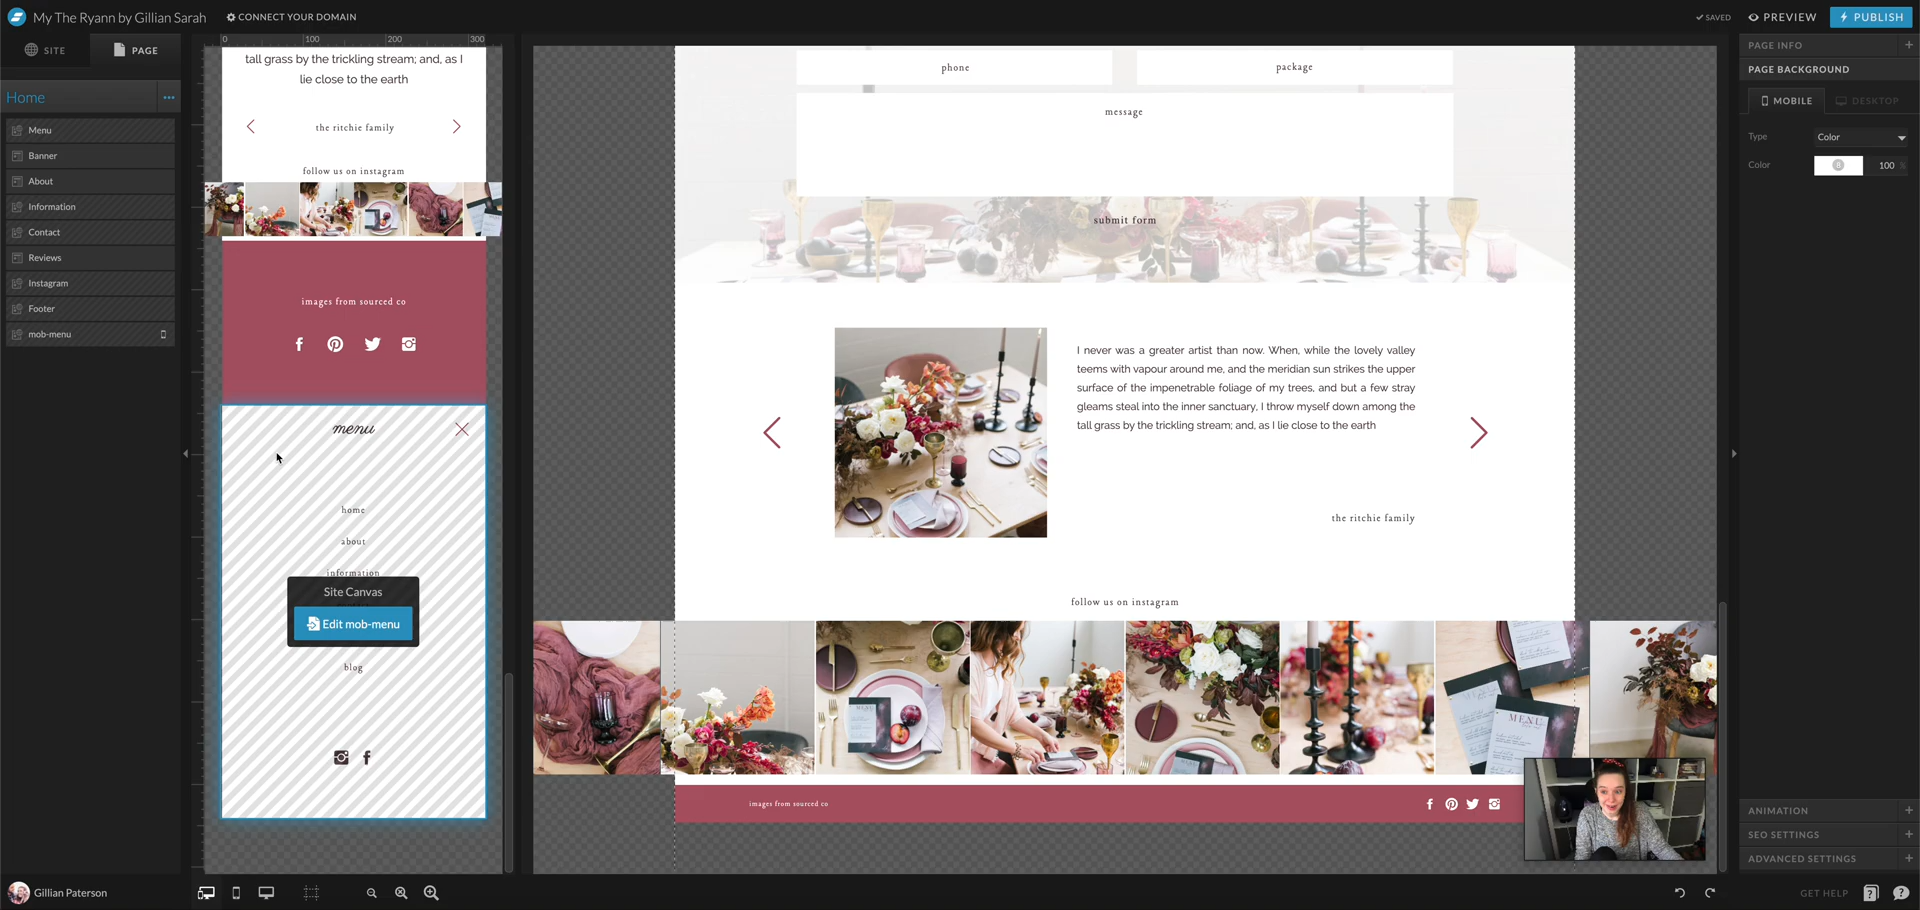 My The Ryann by Gillian Sarah
CONNECT YOUR DOMAIN
SAVED
PREVIEW
PUBLISH
SITE
PAGE
Home
Menu
Banner
About
Information
Contact
Reviews
Instagram
Footer
mob-menu
0
100
200
300
tall grass by the trickling stream; and, as I
lie close to the earth
the ritchie family
follow us on instagram
images from sourced co
menu
home
about
information
Site Canvas
Edit mob-menu
blog
phone
package
message
submit form
I never was a greater artist than now. When, while the lovely valley
teems with vapour around me, and the meridian sun strikes the upper
surface of the impenetrable foliage of my trees, and but a few stray
gleams steal into the inner sanctuary, I throw myself down among the
tall grass by the trickling stream; and, as I lie close to the earth
the ritchie family
follow us on instagram
MENU
images from sourced co
PAGE INFO
PAGE BACKGROUND
MOBILE
DESKTOP
Type
Color
Color
100
ANIMATION
SEO SETTINGS
ADVANCED SETTINGS
Gillian Paterson
GET HELP